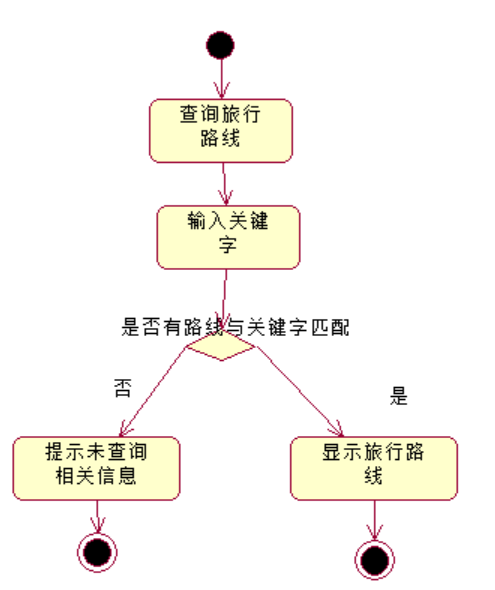 查询旅行
路线
输入关键
字
是否有路线与关键字匹配
否
是
提示未查询
相关信息
显示旅行路
线